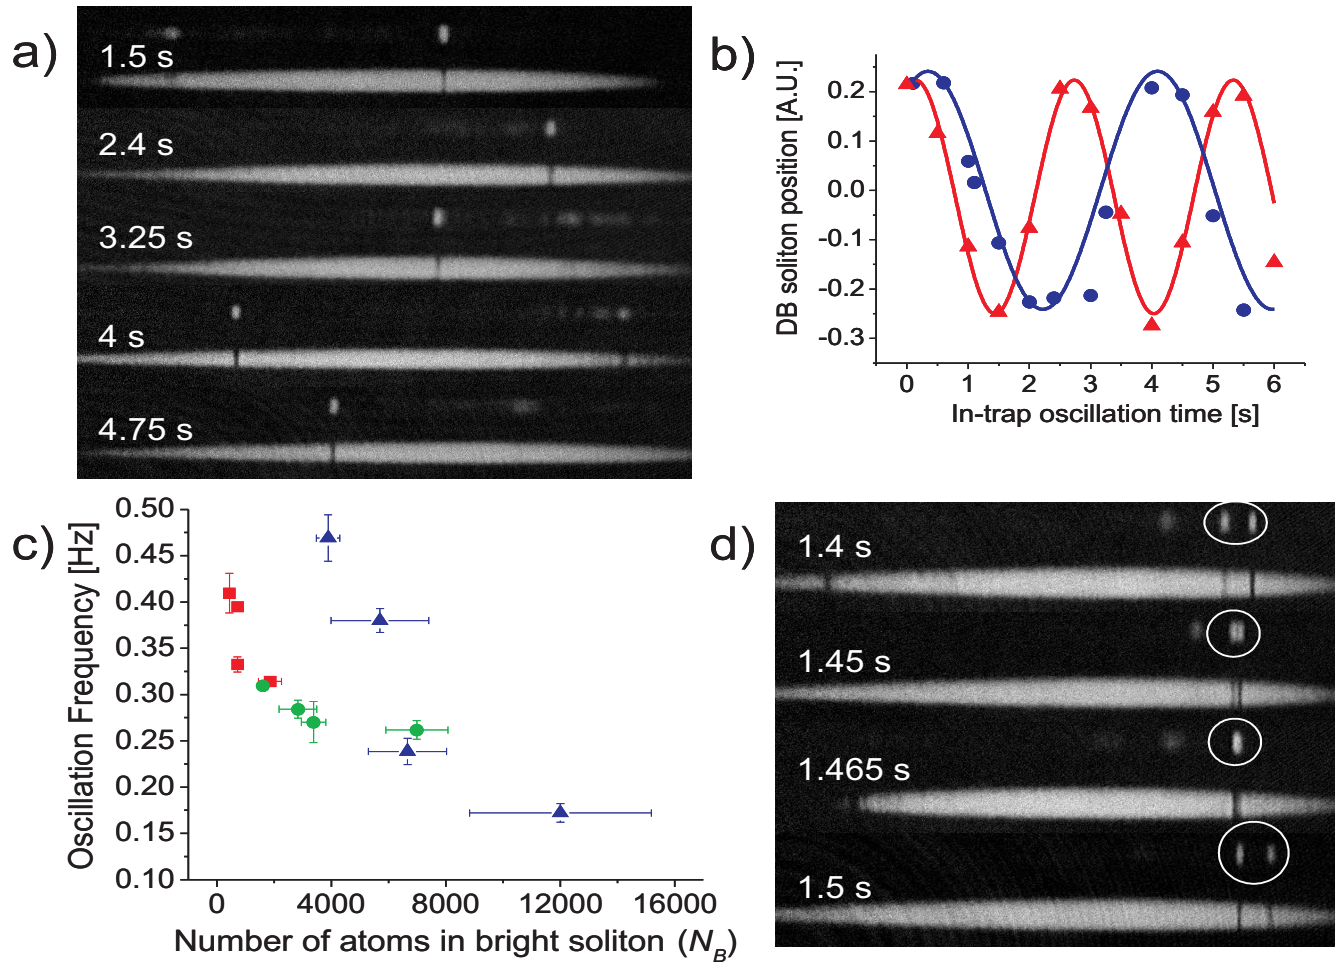 a)
1.5 s
2.4 s
3.25 s
4 s
4.75 s
b)
DB soliton position [A.U.]
0.2
0.1
0.0
-0.1
-0.2
-0.3
0 1 2 3 4 5 6
In-trap oscillation time [s]
c)
Oscillation Frequency [Hz]
0.50
0.45
0.40
0.35
0.30
0.25
0.20
0.15
0.10
0 4000 8000 12000 16000
Number of atoms in bright soliton (N_B)
d)
1.4 s
1.45 s
1.465 s
1.5 s